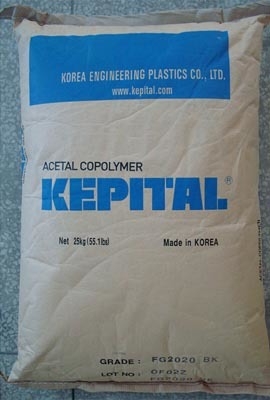 KOREA ENGINEERING PLASTICS CO., LTD.
www.kepital.com
ACETAL COPOLYMER
KEPITAL®
Net 25kg(55.1lbs) Made in KOREA
GRADE : FG2020 BK
LOT NO :